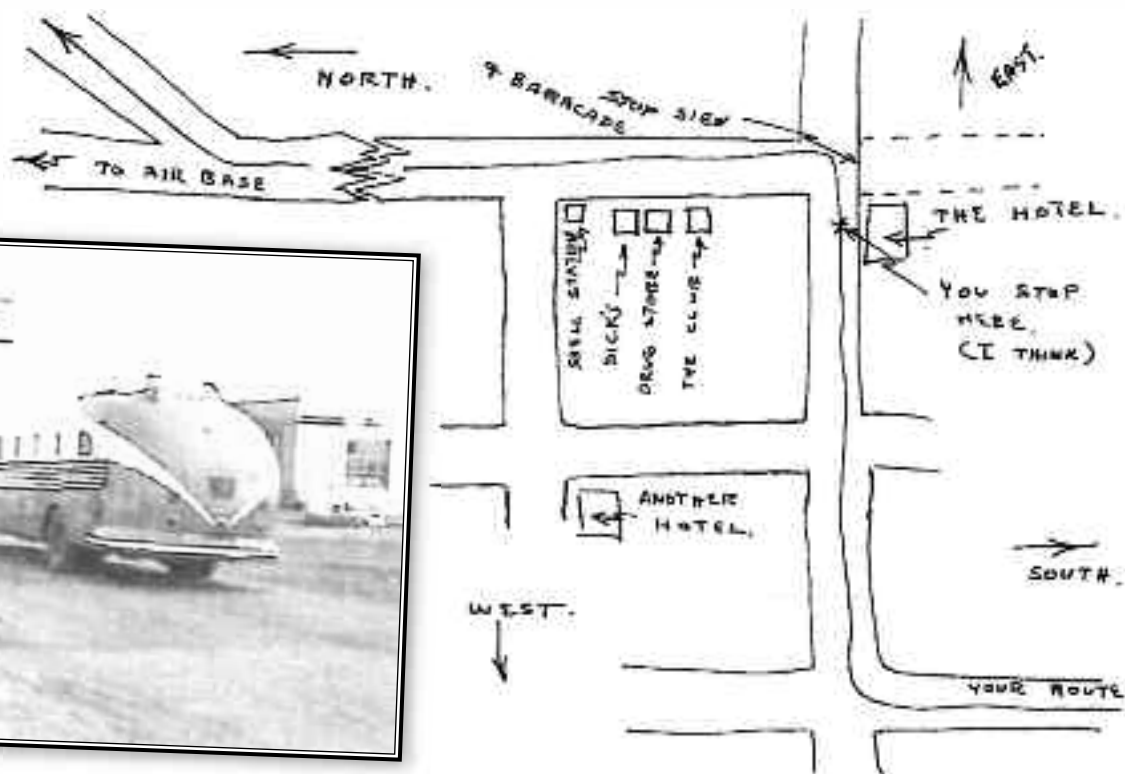 NORTH.
EAST.
& BARACADE
STOP SIGN
TO AIR BASE
THE HOTEL.
YOU STOP
HERE.
(I THINK)
SHELL STATION
DICK'S
DRUG STORE
THE CLUB
ANOTHER
HOTEL.
SOUTH.
WEST.
YOUR ROUTE